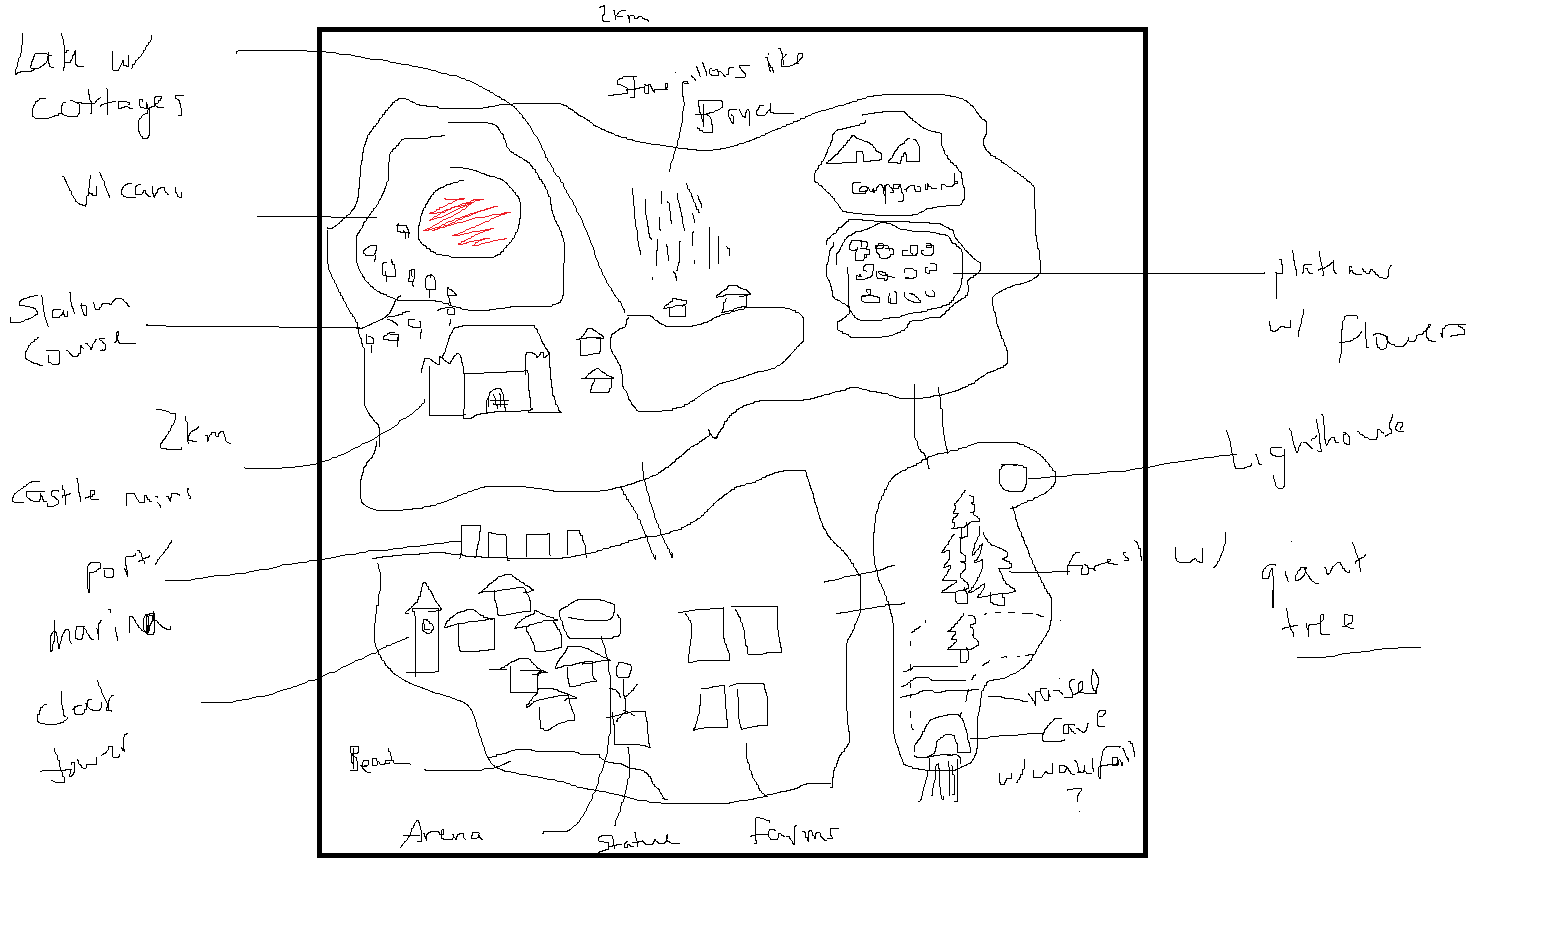 2km
Lake w/
cottages
Stone pillars like
Bryce
Volcano
campground
Slalom
course
plateau
w/ flowers
2km
Lighthouse
castle ruins
port/
marina
forest w/
giant
tree
clock
tower
raised
cave
w/ waterfall
?
Beach
Arena
statue
Farms